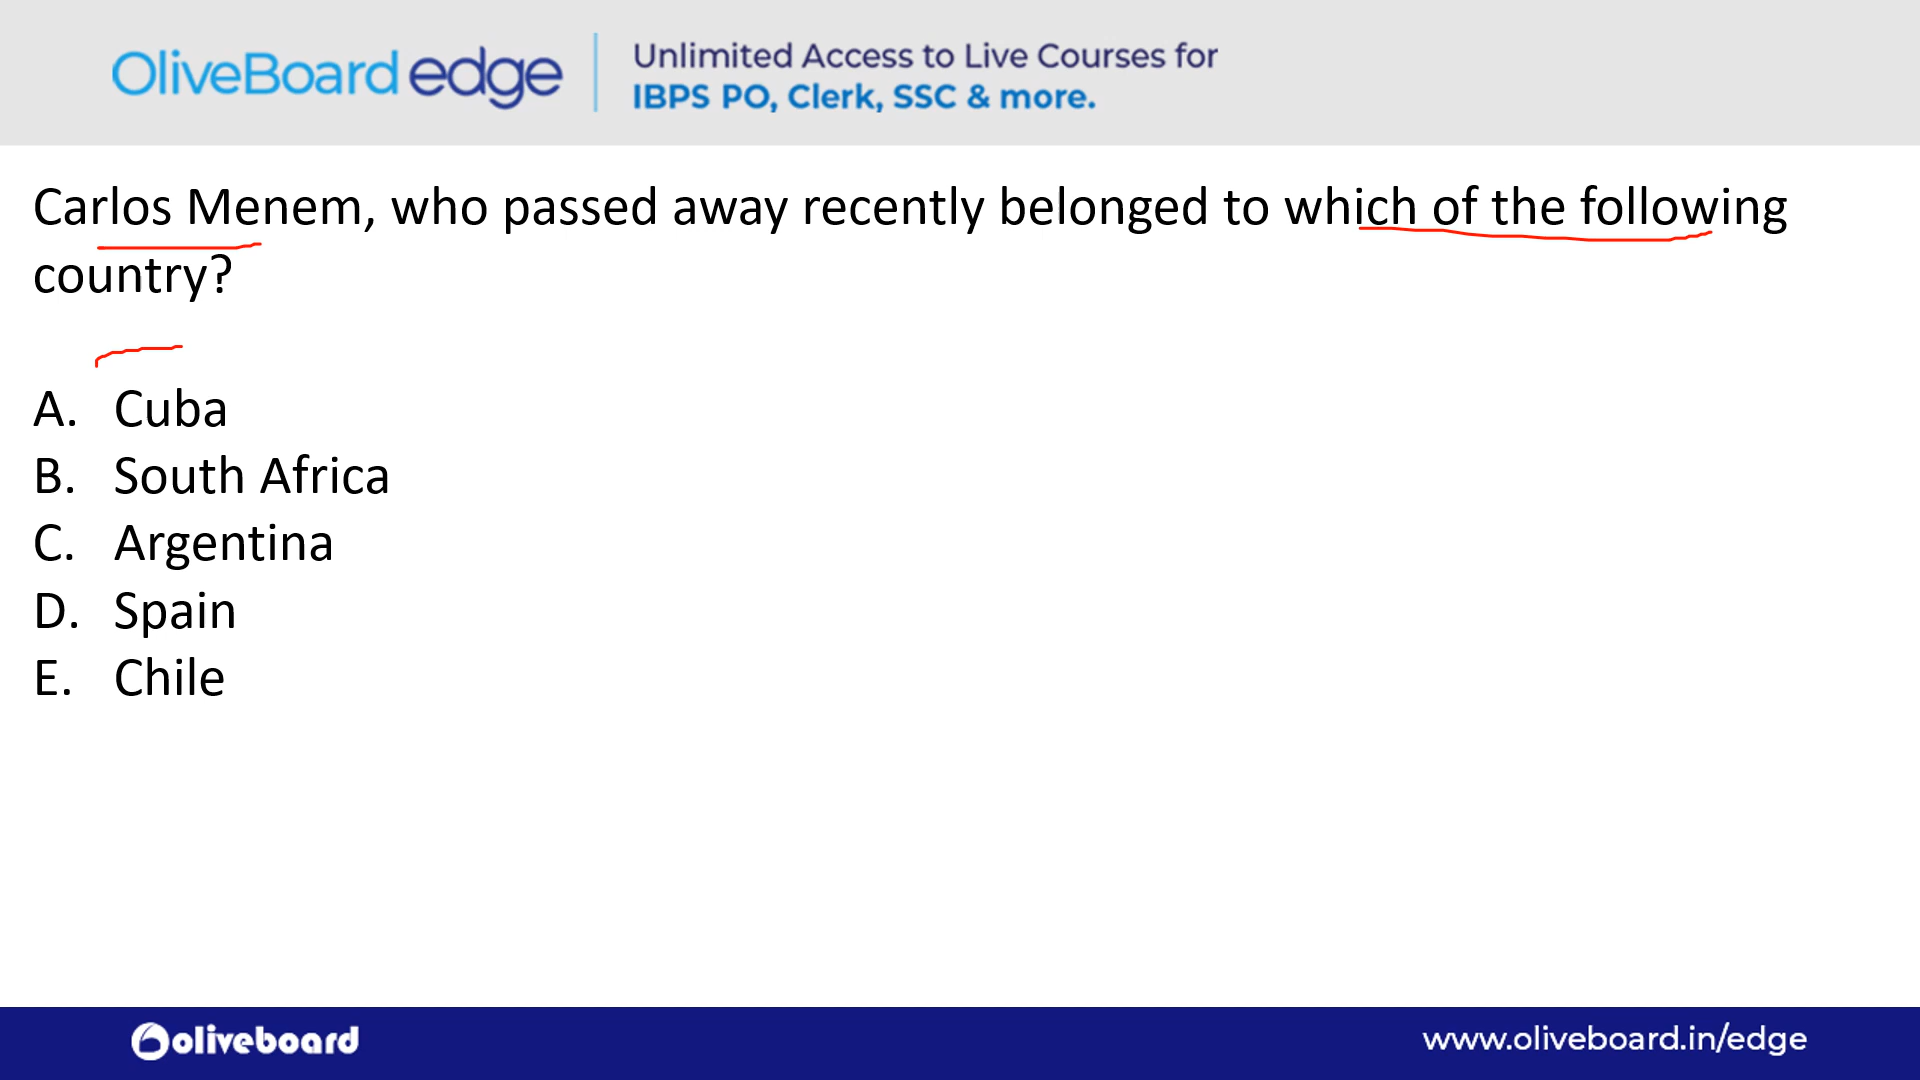 OliveBoard edge
Unlimited Access to Live Courses for
IBPS PO, Clerk, SSC & more.
Carlos Menem, who passed away recently belonged to which of the following
country?
A. Cuba
B. South Africa
C. Argentina
D. Spain
E. Chile
oliveboard
www.oliveboard.in/edge